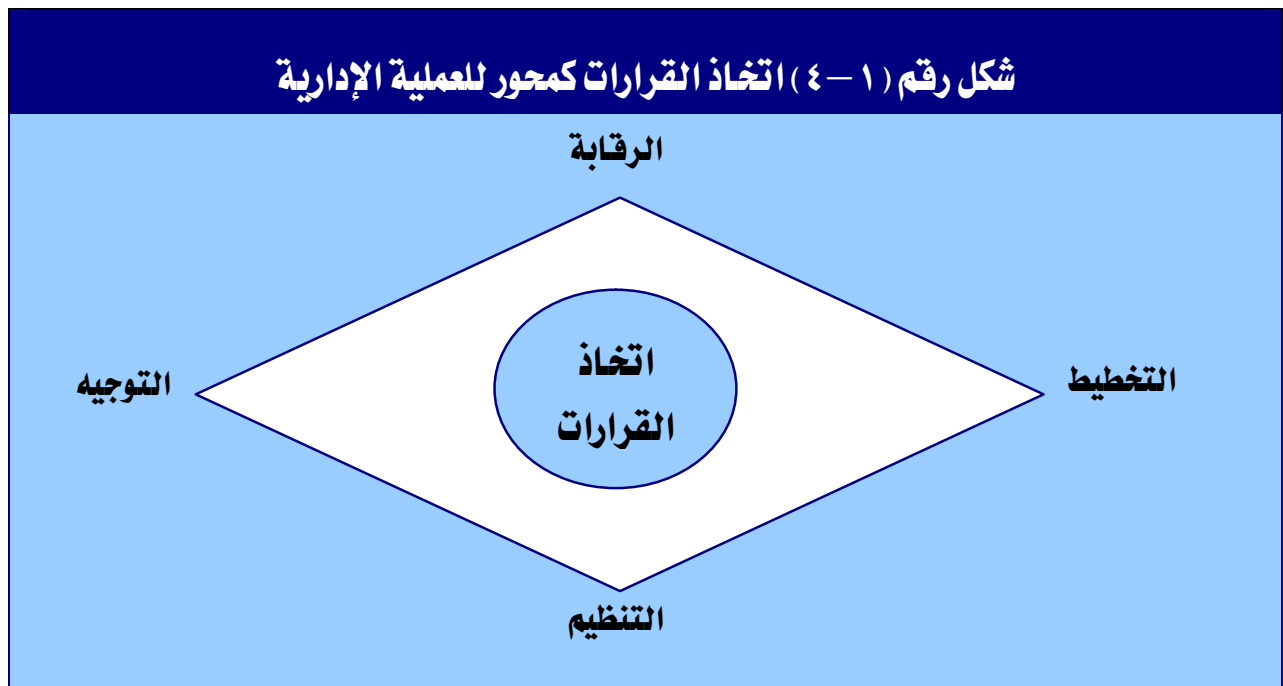 شكل رقم ( ١ – ٤ ) اتخاذ القرارات كمحور للعملية الإدارية
الرقابة
التخطيط
اتخاذ
القرارات
التوجيه
التنظيم